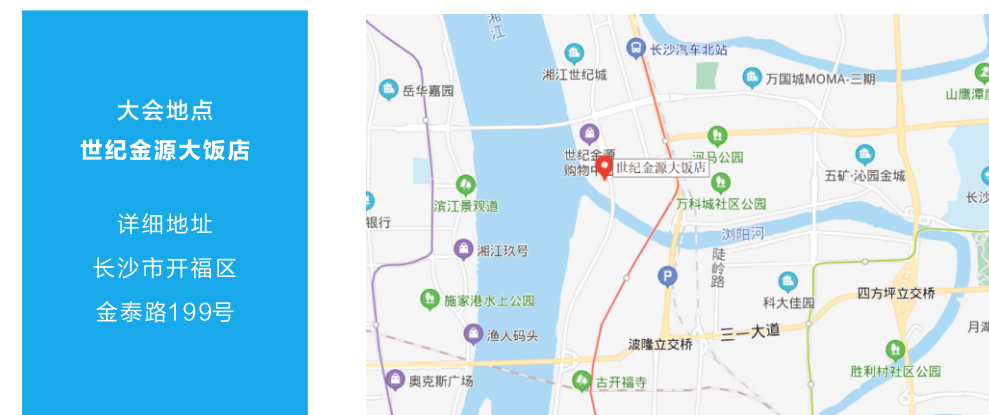 大会地点
世纪金源大饭店
详细地址
长沙市开福区
金泰路199号
湘江
长沙汽车北站
湘江世纪城
岳华嘉园
万国城MOMA-三期
山鹰潭
世纪金源
购物中
世纪金源大饭店
河马公园
五矿·沁园金城
滨江景观道
万科城社区公园
长沙
银行
浏阳河
湘江玖号
陡岭路
P
施家港水上公园
科大佳园
四方坪立交桥
渔人码头
波隆立交桥
三一大道
月湖
胜利村社区公园
奥克斯广场
古开福寺